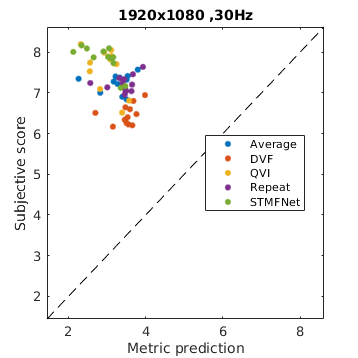 1920x1080 ,30Hz
Subjective score
8
7
6
5
4
3
2
Average
DVF
QVI
Repeat
STMFNet
2 4 6 8
Metric prediction